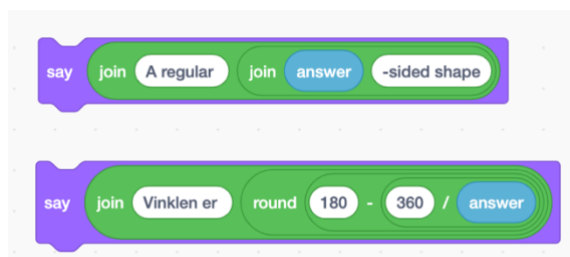 say join A regular join answer -sided shape
say join Vinklen er round 180 - 360 / answer